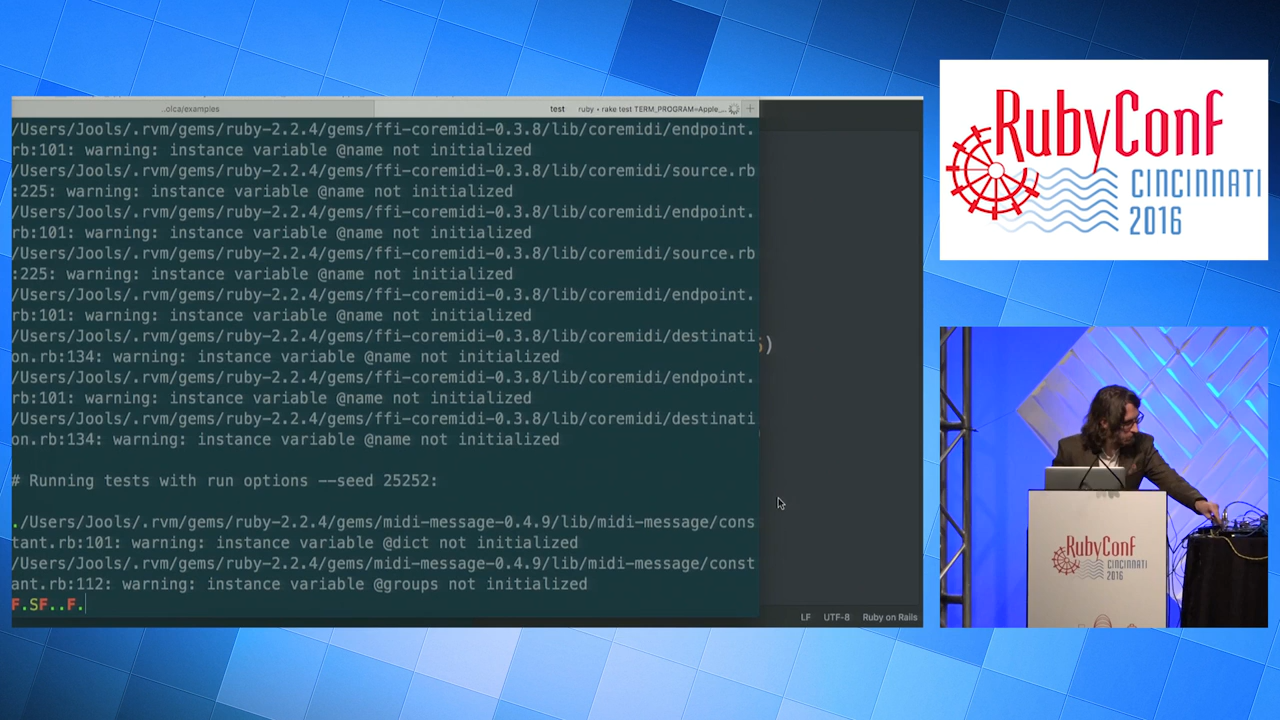 ..olca/examples
test
ruby • rake test TERM_PROGRAM=Apple_...
/Users/Jools/.rvm/gems/ruby-2.2.4/gems/ffi-coremidi-0.3.8/lib/coremidi/endpoint.
rb:101: warning: instance variable @name not initialized
/Users/Jools/.rvm/gems/ruby-2.2.4/gems/ffi-coremidi-0.3.8/lib/coremidi/source.rb
:225: warning: instance variable @name not initialized
/Users/Jools/.rvm/gems/ruby-2.2.4/gems/ffi-coremidi-0.3.8/lib/coremidi/endpoint.
rb:101: warning: instance variable @name not initialized
/Users/Jools/.rvm/gems/ruby-2.2.4/gems/ffi-coremidi-0.3.8/lib/coremidi/source.rb
:225: warning: instance variable @name not initialized
/Users/Jools/.rvm/gems/ruby-2.2.4/gems/ffi-coremidi-0.3.8/lib/coremidi/endpoint.
rb:101: warning: instance variable @name not initialized
/Users/Jools/.rvm/gems/ruby-2.2.4/gems/ffi-coremidi-0.3.8/lib/coremidi/destinati
on.rb:134: warning: instance variable @name not initialized
/Users/Jools/.rvm/gems/ruby-2.2.4/gems/ffi-coremidi-0.3.8/lib/coremidi/endpoint.
rb:101: warning: instance variable @name not initialized
/Users/Jools/.rvm/gems/ruby-2.2.4/gems/ffi-coremidi-0.3.8/lib/coremidi/destinati
on.rb:134: warning: instance variable @name not initialized
# Running tests with run options --seed 25252:
./Users/Jools/.rvm/gems/ruby-2.2.4/gems/midi-message-0.4.9/lib/midi-message/cons
tant.rb:101: warning: instance variable @dict not initialized
/Users/Jools/.rvm/gems/ruby-2.2.4/gems/midi-message-0.4.9/lib/midi-message/const
ant.rb:112: warning: instance variable @groups not initialized
F.SF..F.
LF UTF-8 Ruby on Rails
RubyConf
CINCINNATI
2016
RubyConf
CINCINNATI
2016